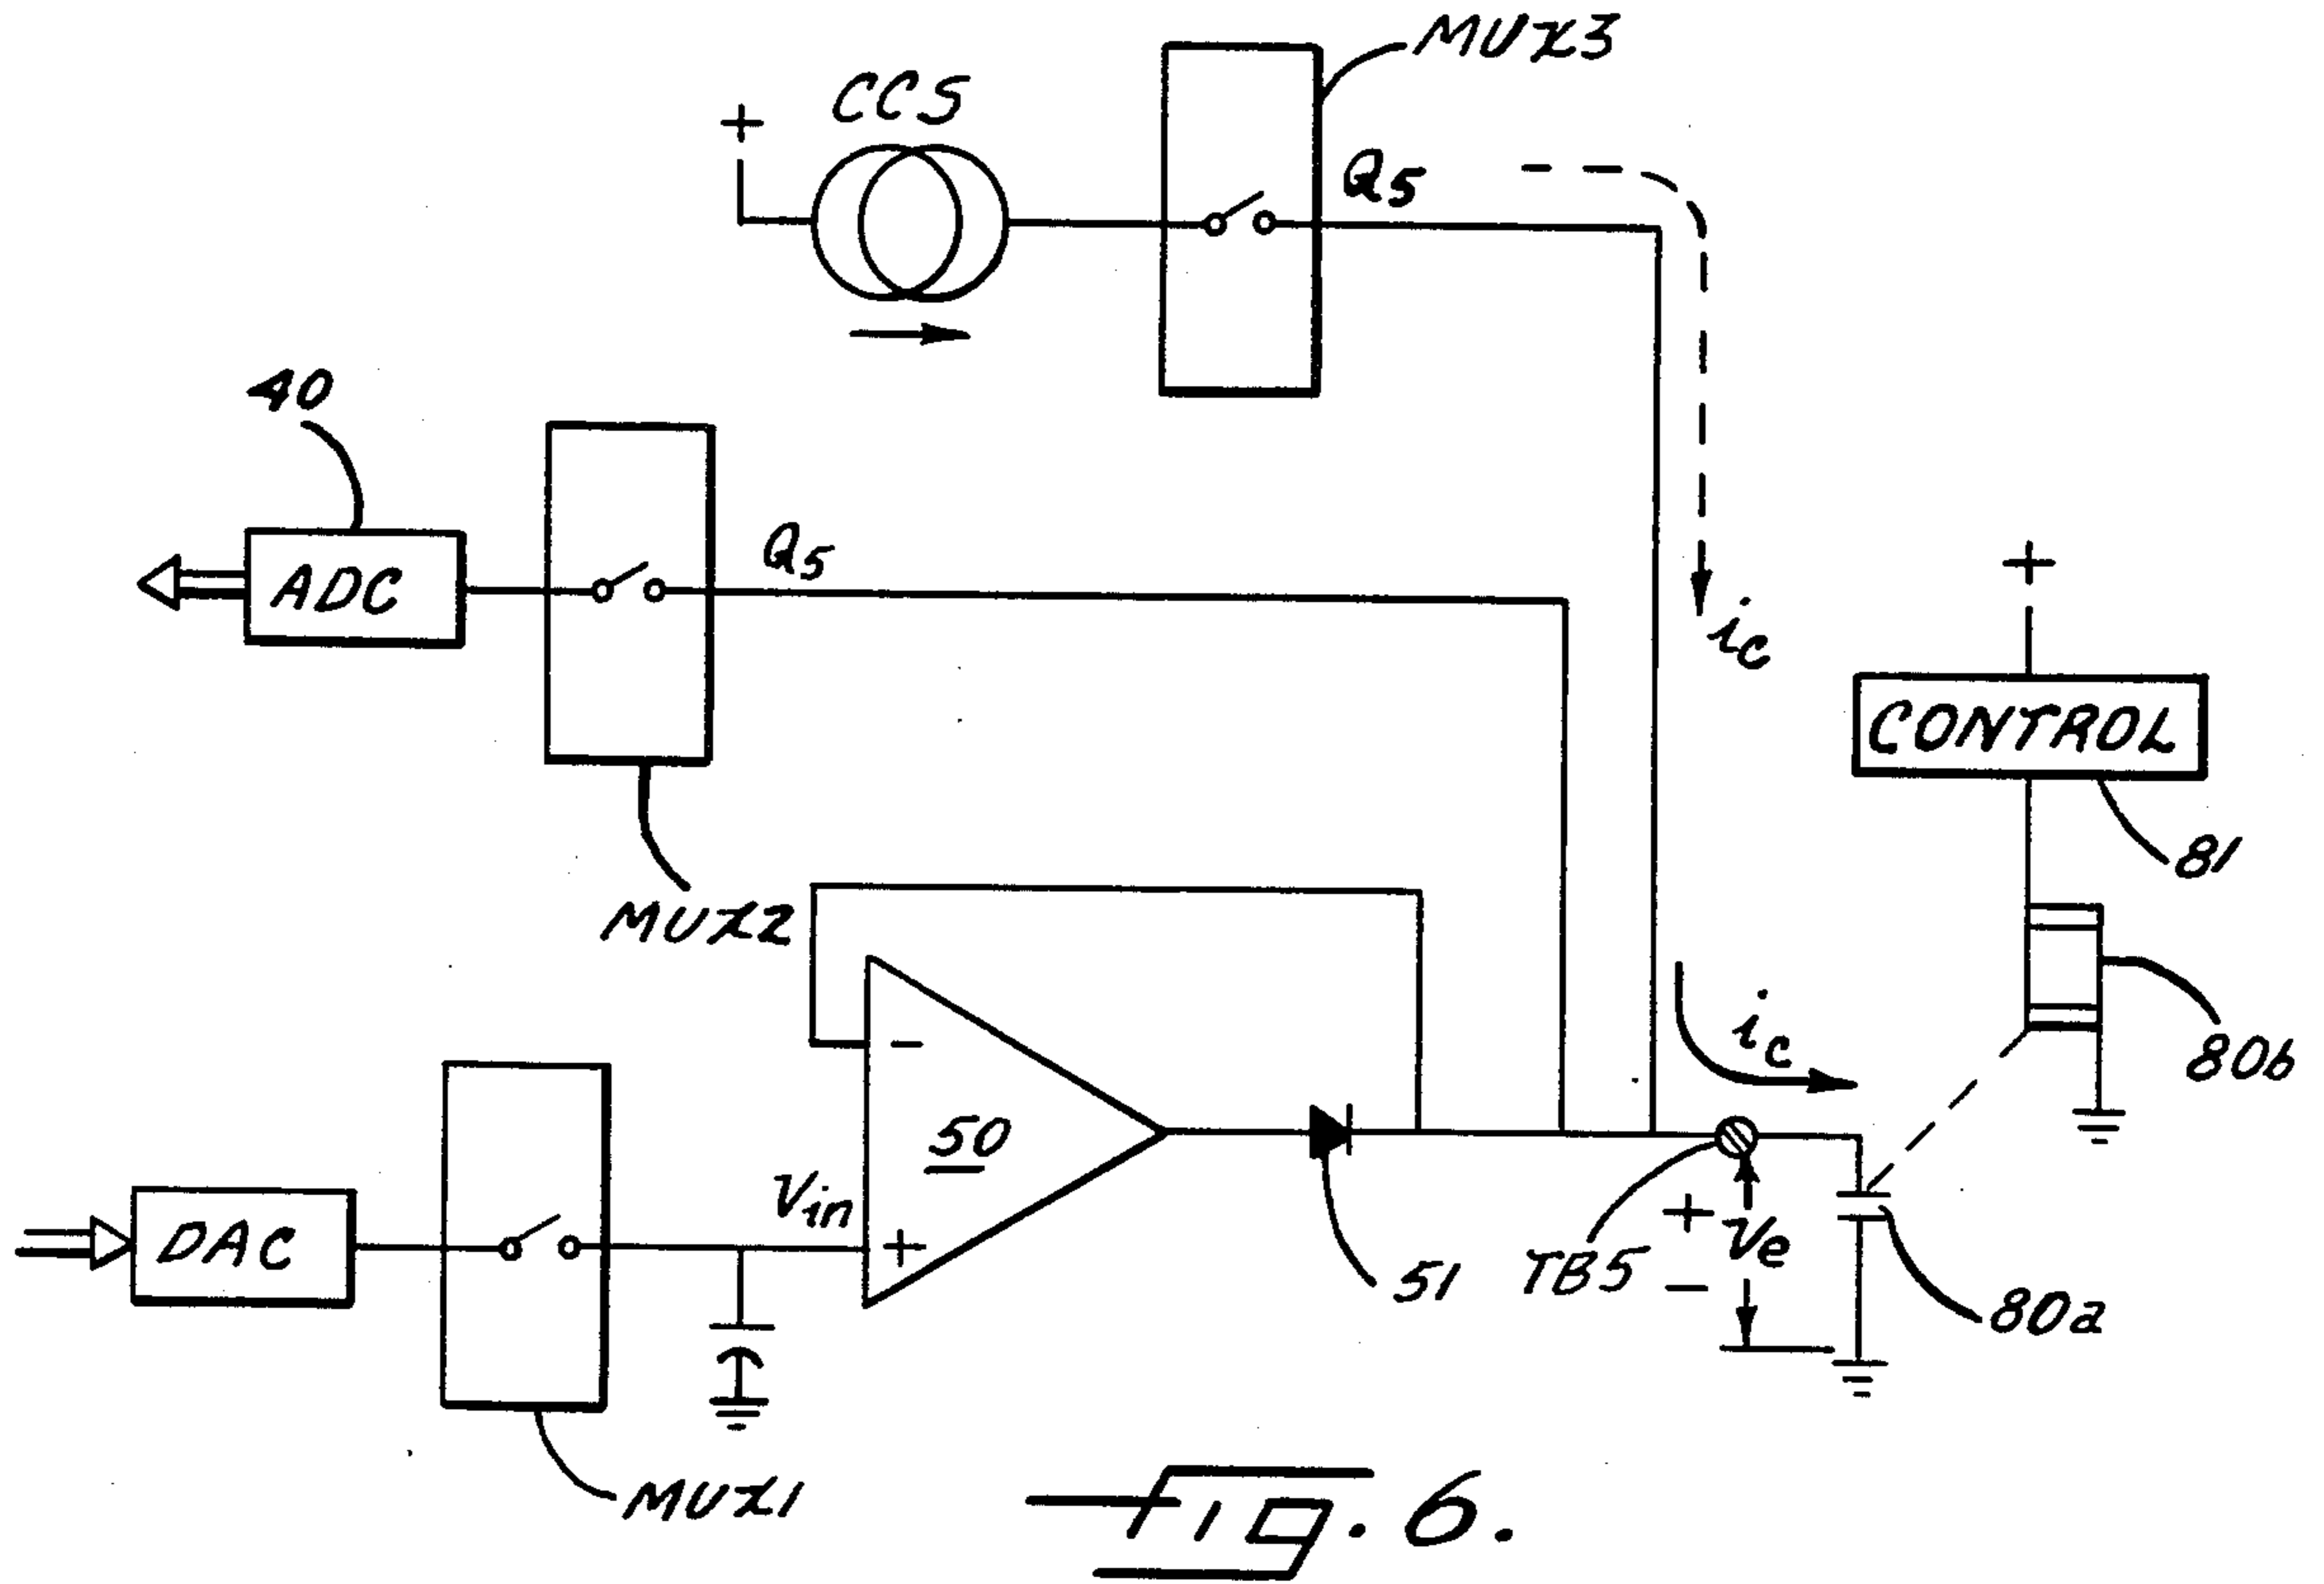 MUX3
CCS
+
Q5
40
ADC
Q5
ic
+
CONTROL
81
MUX2
-
50
ic
80b
Vin
+
DAC
51
TB5
+
Ve
-
80a
MUX1
Fig. 6.